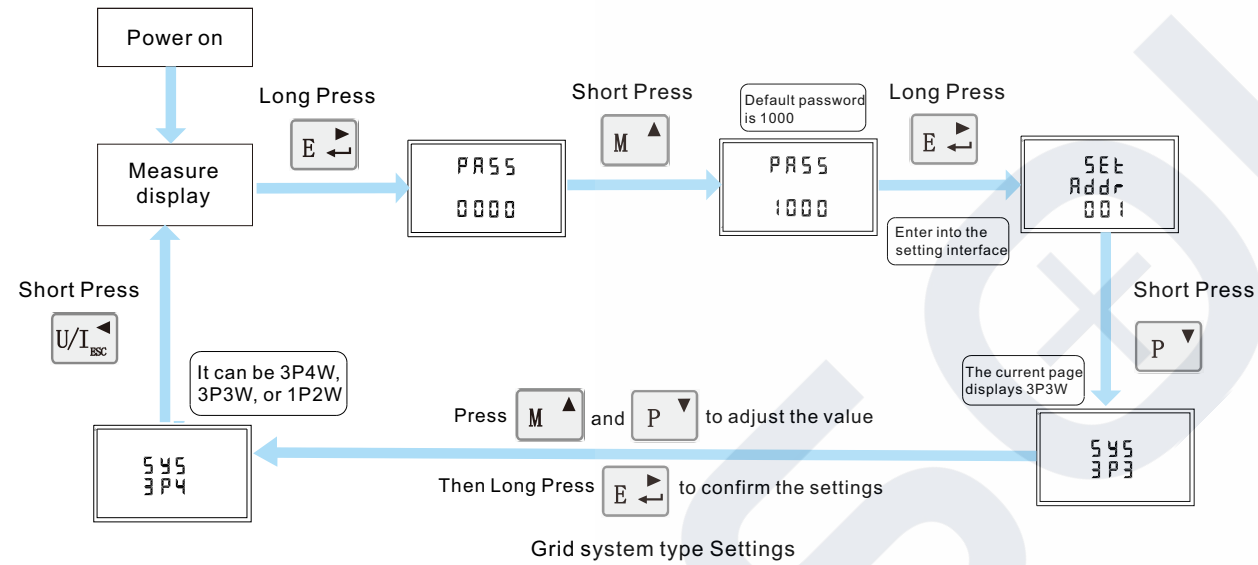 Power on
Long Press
E
Short Press
M
Default password
is 1000
Long Press
E
Measure
display
PASS
0000
PASS
1000
SEt
Addr
001
Enter into the
setting interface
Short Press
U/I ESC
Short Press
P
It can be 3P4W,
3P3W, or 1P2W
The current page
displays 3P3W
Press M and P to adjust the value
SYS
3P4
SYS
3P3
Then Long Press E to confirm the settings
Grid system type Settings